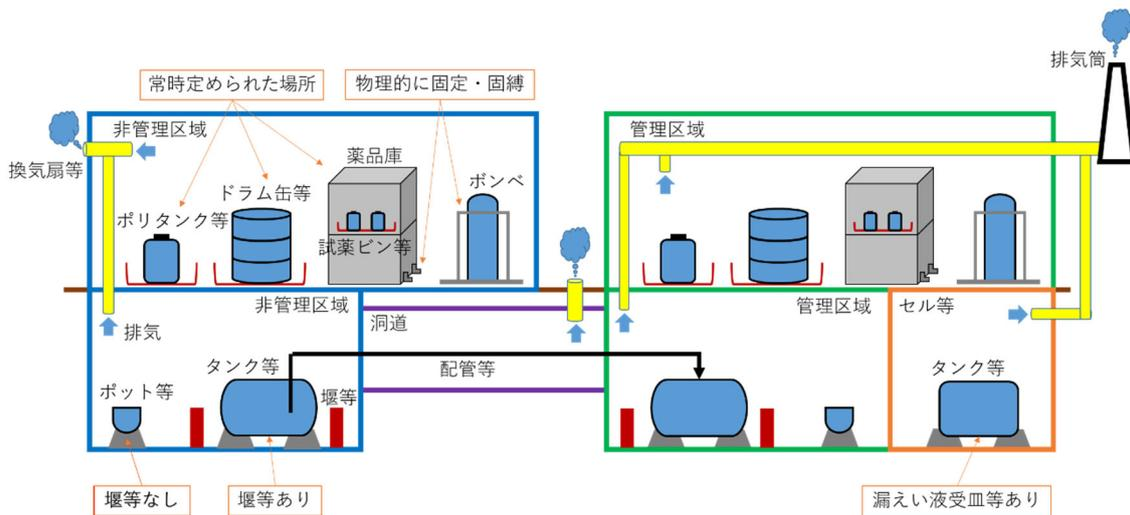 排気筒
常時定められた場所
物理的に固定・固縛
非管理区域
管理区域
換気扇等
薬品庫
ボンベ
ドラム缶等
ポリタンク等
試薬ビン等
非管理区域
管理区域
セル等
洞道
排気
タンク等
配管等
タンク等
ポット等
堰等
堰等なし
堰等あり
漏えい液受皿等あり